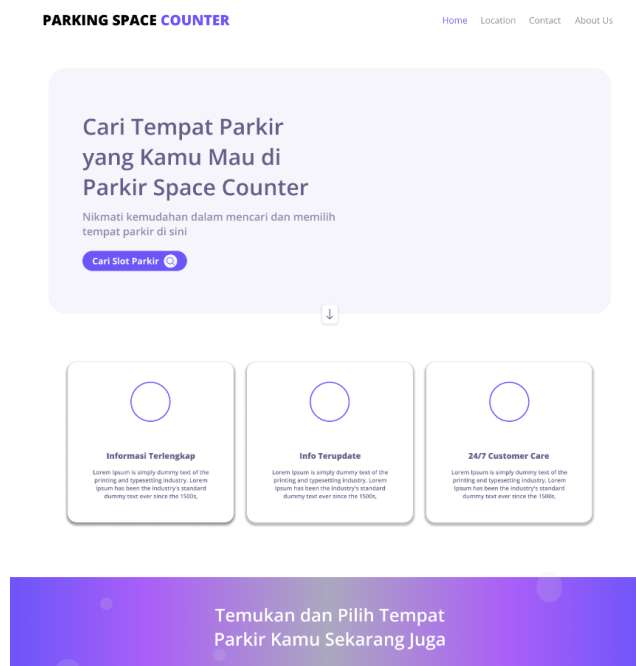 PARKING SPACE COUNTER
Home Location Contact About Us
Cari Tempat Parkir
yang Kamu Mau di
Parkir Space Counter
Nikmati kemudahan dalam mencari dan memilih
tempat parkir di sini
Cari Slot Parkir
Informasi Terlengkap
Lorem Ipsum is simply dummy text of the
printing and typesetting industry. Lorem
Ipsum has been the industry's standard
dummy text ever since the 1500s,
Info Terupdate
Lorem Ipsum is simply dummy text of the
printing and typesetting industry. Lorem
Ipsum has been the industry's standard
dummy text ever since the 1500s,
24/7 Customer Care
Lorem Ipsum is simply dummy text of the
printing and typesetting industry. Lorem
Ipsum has been the industry's standard
dummy text ever since the 1500s,
Temukan dan Pilih Tempat
Parkir Kamu Sekarang Juga